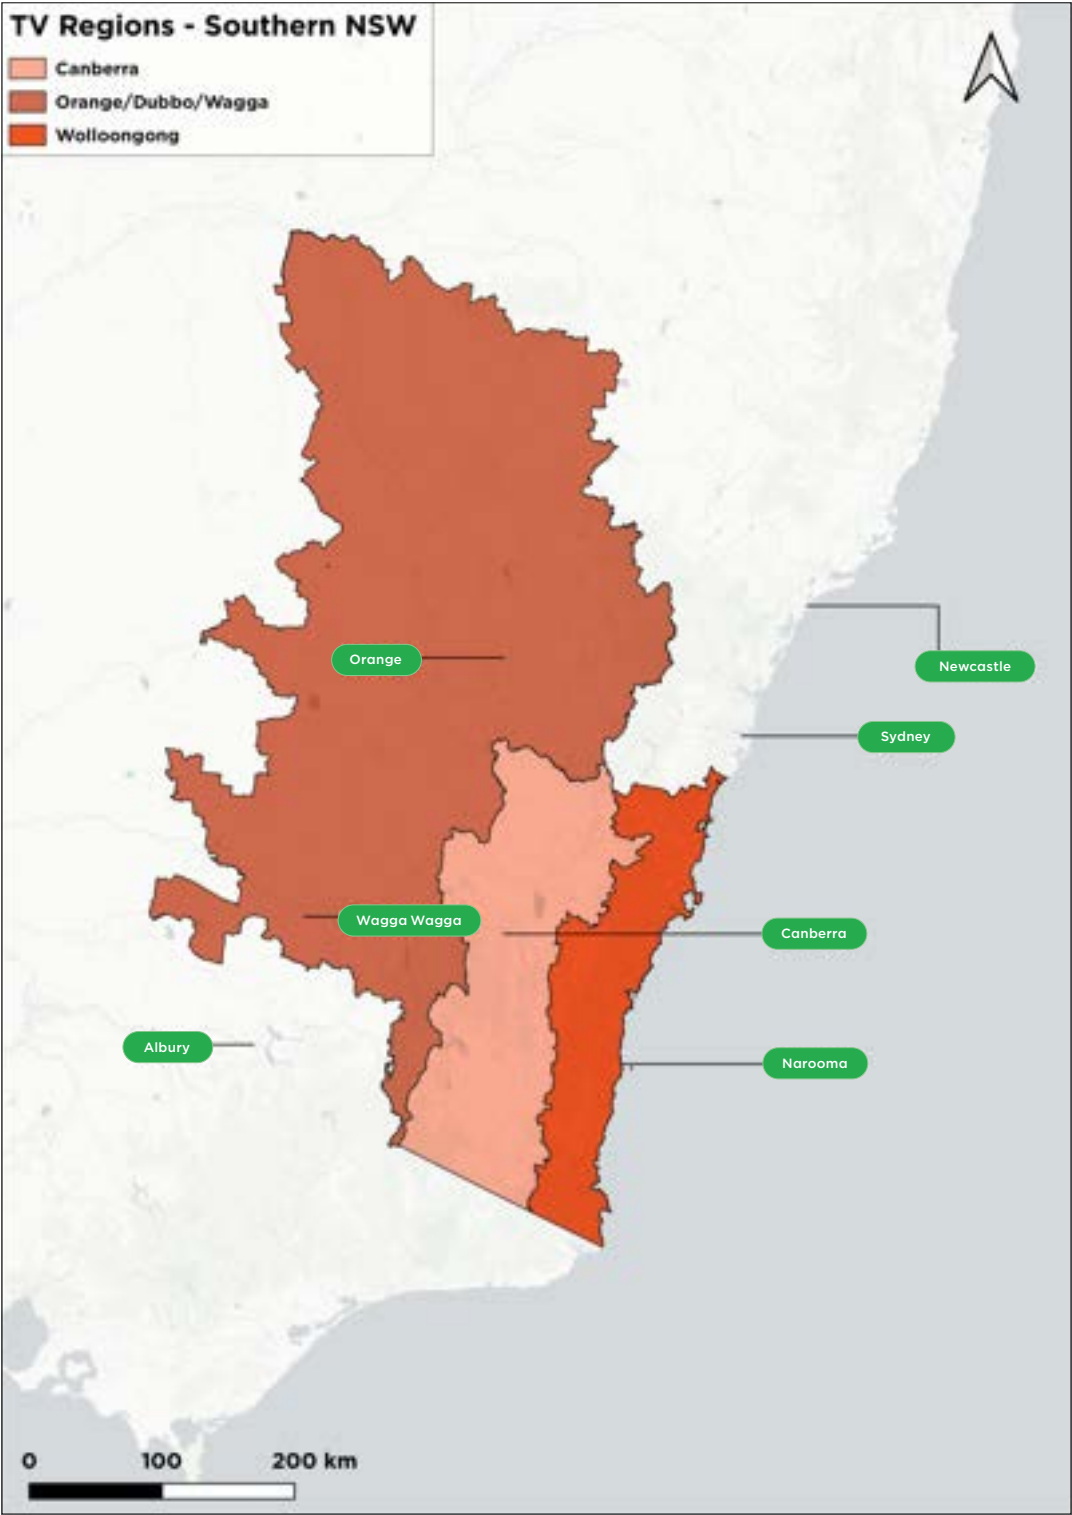 TV Regions - Southern NSW
Canberra
Orange/Dubbo/Wagga
Wolloongong
Orange
Newcastle
Sydney
Wagga Wagga
Canberra
Albury
Narooma
0 100 200 km